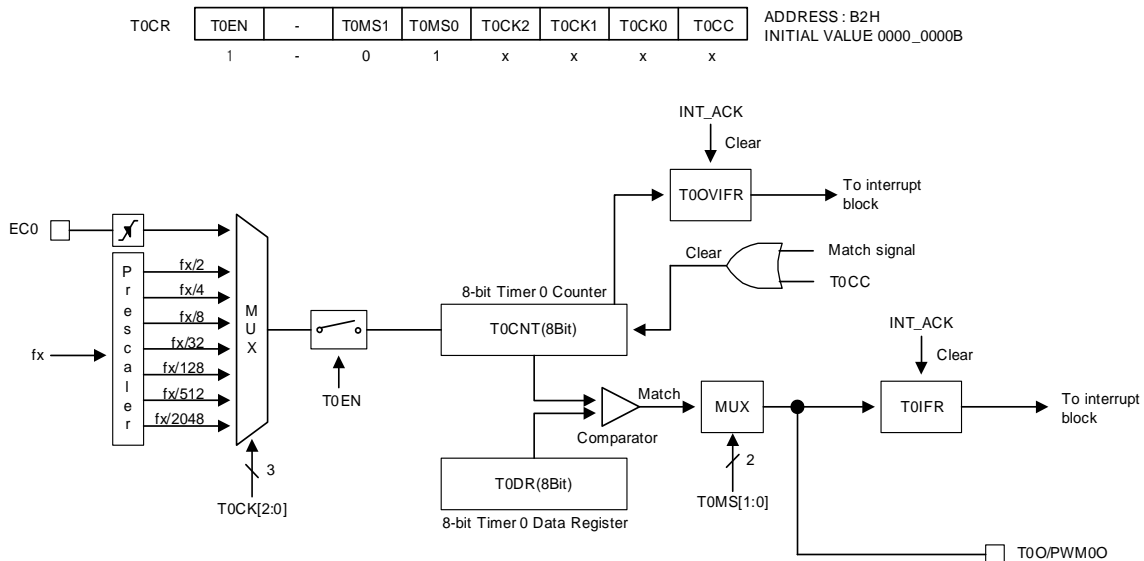 T0CR T0EN - T0MS1 T0MS0 T0CK2 T0CK1 T0CK0 T0CC ADDRESS : B2H
INITIAL VALUE: 0000_0000B
1 - 0 1 x x x x
INT_ACK
Clear
T0OVIFR
To interrupt
block
EC0
Clear
Match signal
T0CC
Prescaler
fx/2
fx/4
fx/8
fx/32
fx/128
fx/512
fx/2048
fx
MUX
8-bit Timer 0 Counter
T0CNT(8Bit)
T0EN
INT_ACK
Clear
Match
MUX
T0IFR
To interrupt
block
Comparator
3
2
T0CK[2:0]
T0DR(8Bit)
T0MS[1:0]
8-bit Timer 0 Data Register
T0O/PWM0O